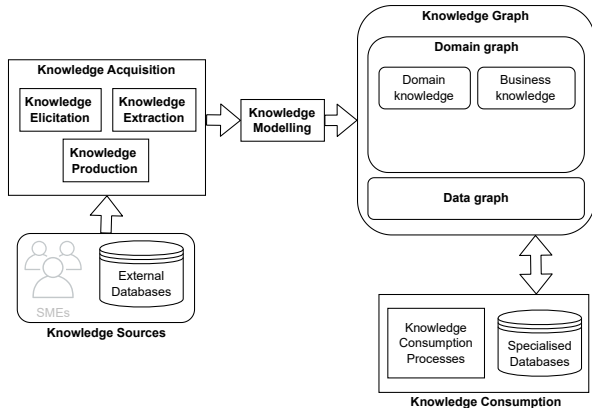 Knowledge Graph
Domain graph
Domain
knowledge
Business
knowledge
Data graph
Knowledge Acquisition
Knowledge
Elicitation
Knowledge
Extraction
Knowledge
Production
Knowledge
Modelling
SMEs
External
Databases
Knowledge Sources
Knowledge
Consumption
Processes
Specialised
Databases
Knowledge Consumption